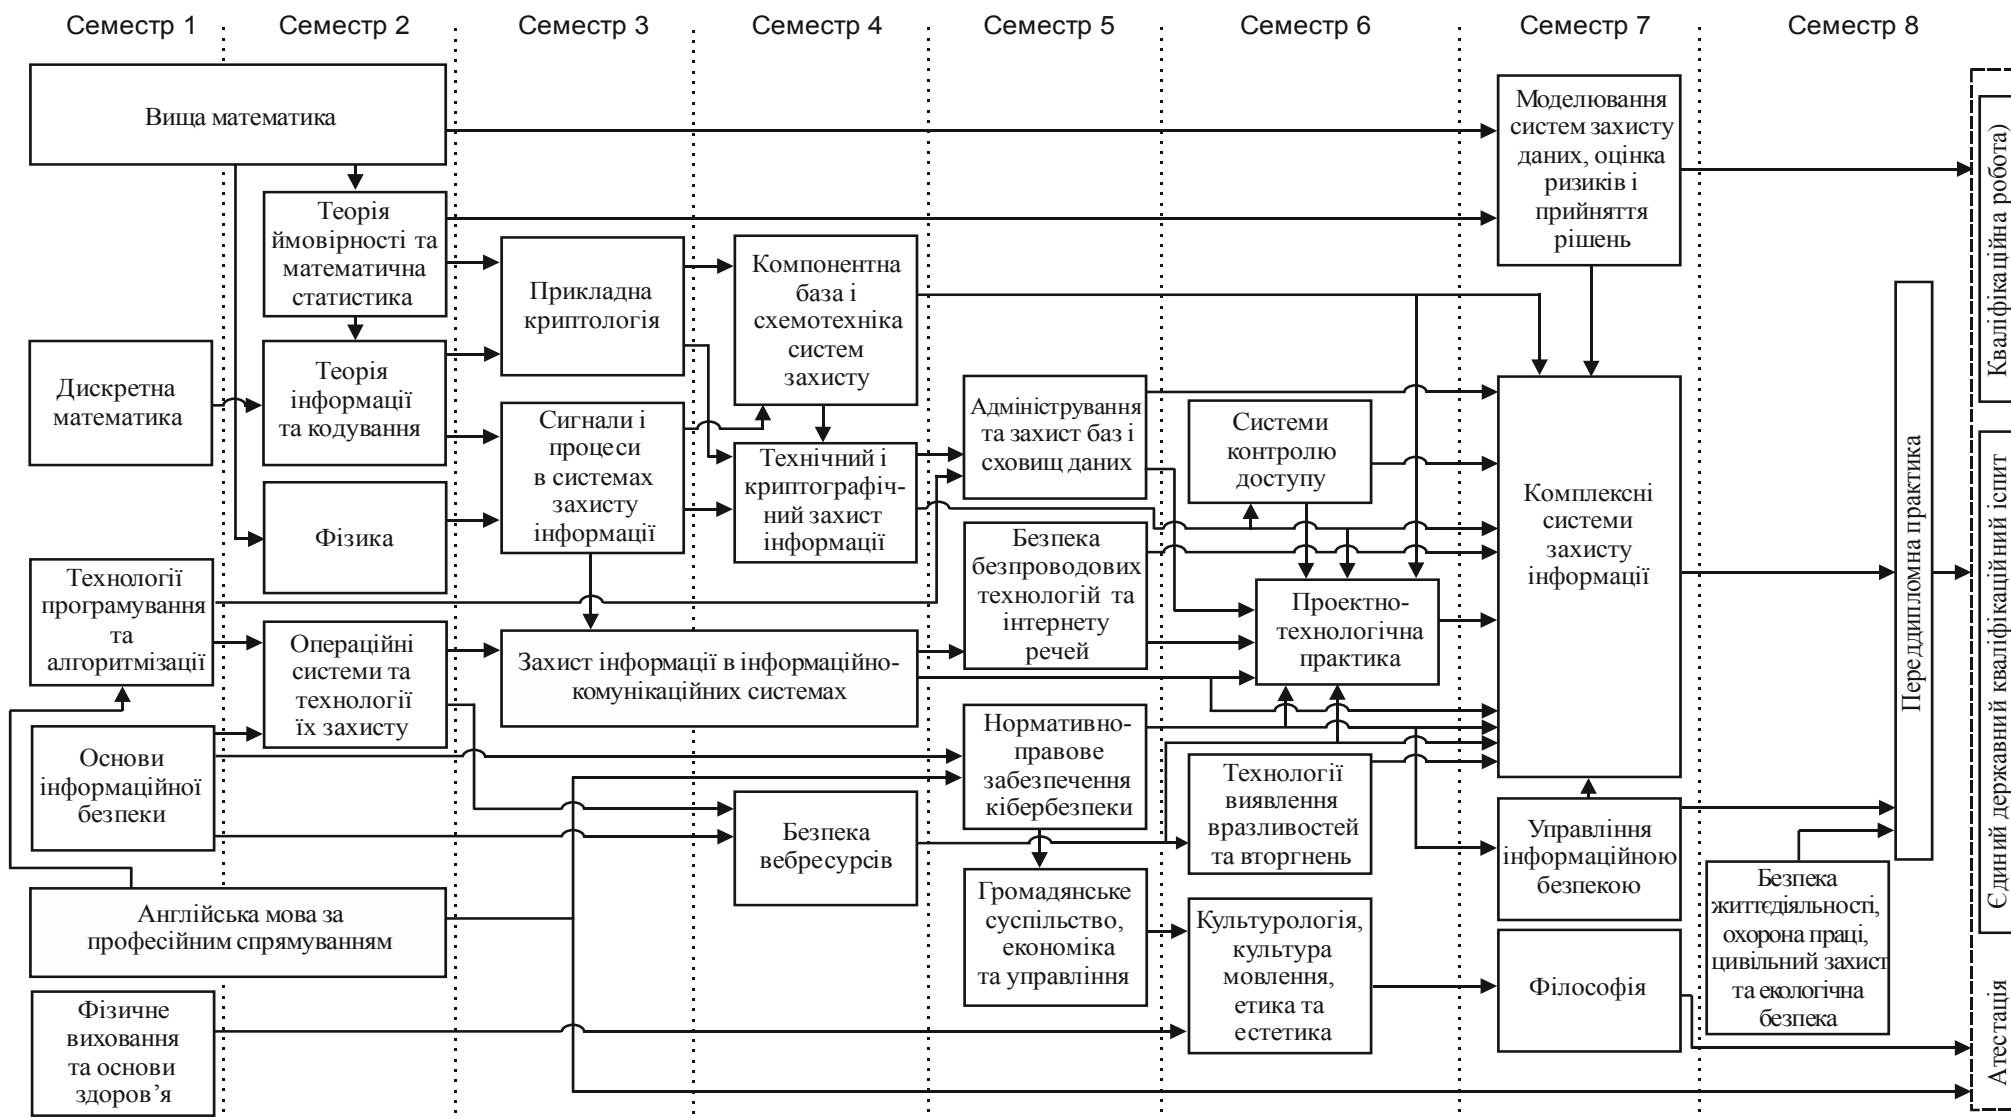 Семестр 1
Семестр 2
Семестр 3
Семестр 4
Семестр 5
Семестр 6
Семестр 7
Семестр 8
Вища математика
Теорія
ймовірності та
математична
статистика
Дискретна
математика
Теорія
інформації
та кодування
Фізика
Технології
програмування
та
алгоритмізації
Операційні
системи та
технології
їх захисту
Основи
інформаційної
безпеки
Англійська мова за
професійним спрямуванням
Фізичне
виховання
та основи
здоров’я
Прикладна
криптологія
Сигнали і
процеси
в системах
захисту
інформації
Захист інформації в інформаційно-
комунікаційних системах
Компонентна
база і
схемотехніка
систем
захисту
Технічний і
криптографіч-
ний захист
інформації
Безпека
вебресурсів
Адміністрування
та захист баз і
сховищ даних
Безпека
безпроводових
технологій та
інтернету
речей
Нормативно-
правове
забезпечення
кібербезпеки
Громадянське
суспільство,
економіка
та управління
Системи
контролю
доступу
Проектно-
технологічна
практика
Технології
виявлення
вразливостей
та вторгнень
Культурологія,
культура
мовлення,
етика та
естетика
Моделювання
систем захисту
даних, оцінка
ризиків і
прийняття
рішень
Комплексні
системи
захисту
інформації
Управління
інформаційною
безпекою
Філософія
Безпека
життєдіяльності,
охорона праці,
цивільний захист
та екологічна
безпека
Переддипломна практика
Кваліфікаційна робота)
Єдиний державний кваліфікаційний іспит
Атестація